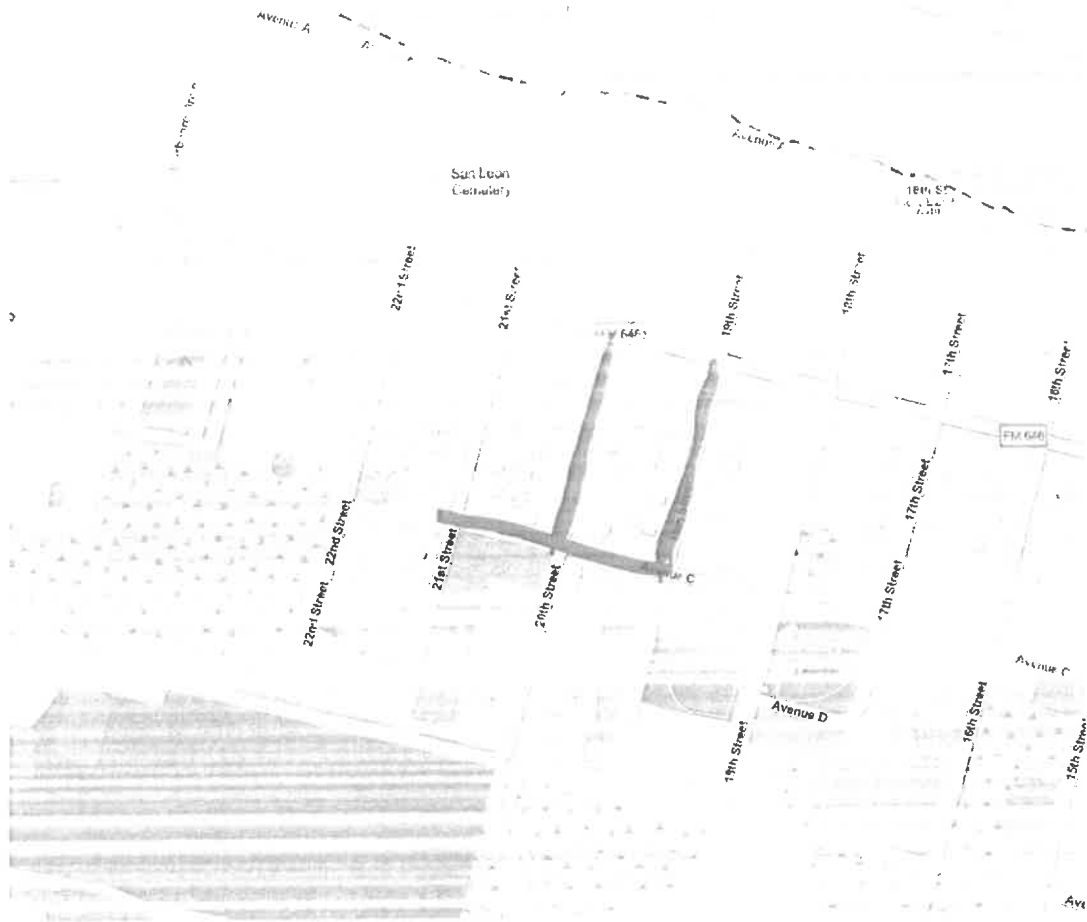 Avenue A
San Leon
Cemetery
22nd Street
21st Street
19th Street
18th Street
17th Street
16th Street
FM 646
22nd Street
22nd Street
21st Street
20th Street
17th Street
17th Street
Avenue C
Avenue D
19th Street
16th Street
15th Street